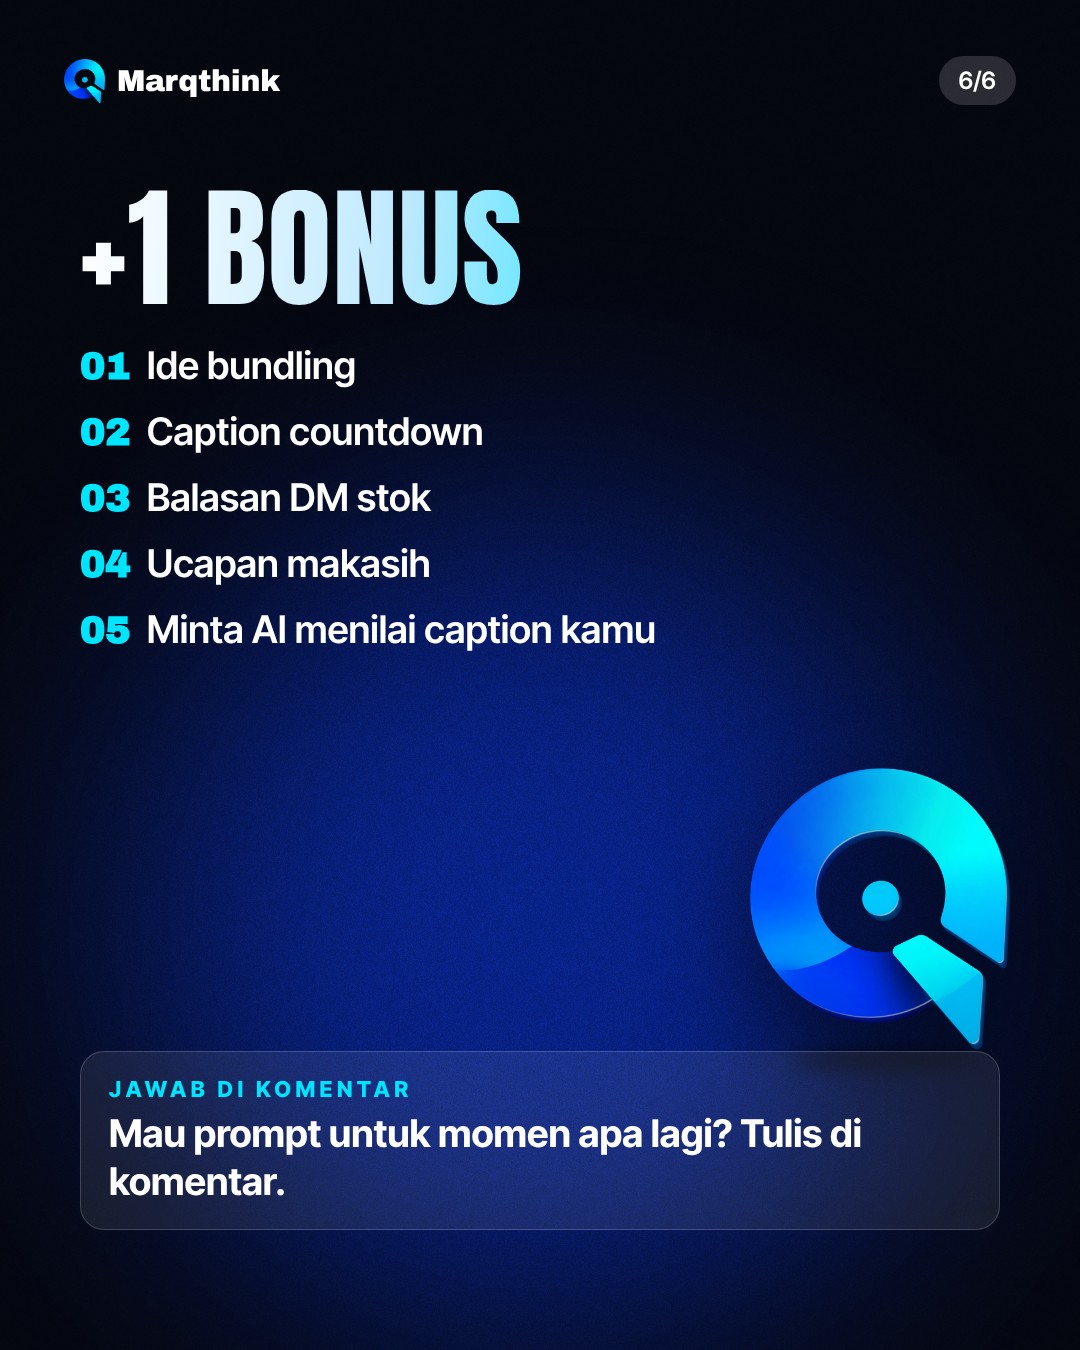 Marqthink
6/6
+1 BONUS
01 Ide bundling
02 Caption countdown
03 Balasan DM stok
04 Ucapan makasih
05 Minta AI menilai caption kamu
JAWAB DI KOMENTAR
Mau prompt untuk momen apa lagi? Tulis di
komentar.